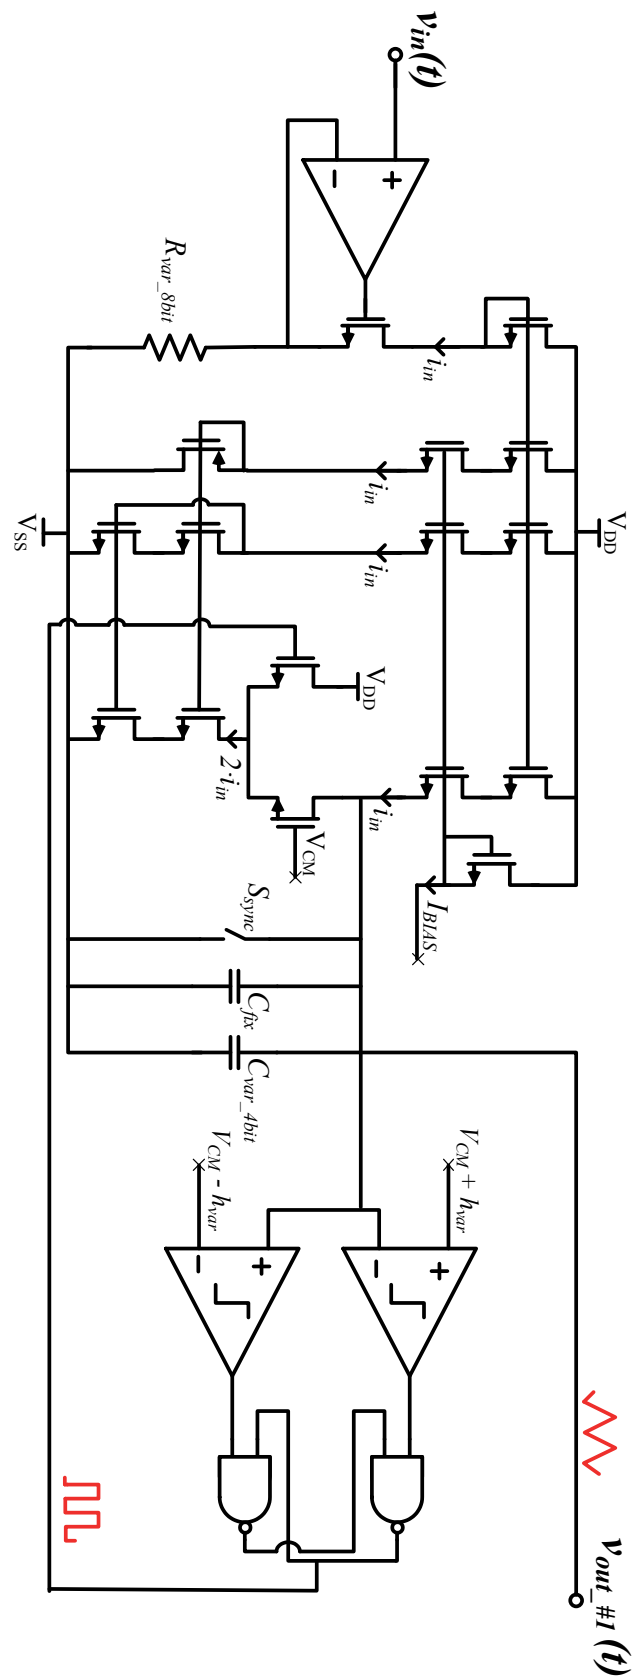 v_in(t)
+
−
R_var_8bit
i_in
i_in
i_in
V_DD
V_SS
V_DD
2·i_in
i_in
V_CM
I_BIAS
S_sync
C_fix
C_var_4bit
V_CM + h_var
V_CM - h_var
+
−
+
−
v_out_#1(t)